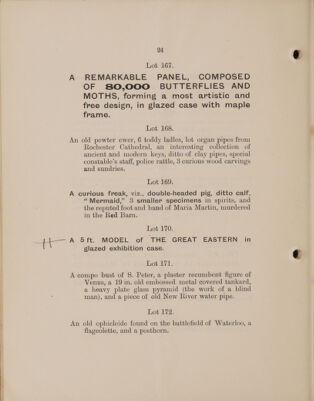 24
Lot 167.
A REMARKABLE PANEL, COMPOSED
OF 80,000 BUTTERFLIES AND
MOTHS, forming a most artistic and
free design, in glazed case with maple
frame.
Lot 168.
An old pewter ewer, 6 toddy ladles, lot organ pipes from
Rochester Cathedral, an interesting collection of
ancient and modern keys, ditto of clay pipes, special
constable's staff, police rattle, 3 curious wood carvings
and sundries.
Lot 169.
A curious freak, viz., double-headed pig, ditto calf,
"Mermaid," 3 smaller specimens in spirits, and
the reputed foot and hand of Maria Martin, murdered
in the Red Barn.
Lot 170.
A 5 ft. MODEL of THE GREAT EASTERN in
glazed exhibition case.
Lot 171.
A compo bust of S. Peter, a plaster recumbent figure of
Venus, a 19 in. old embossed metal covered tankard,
a heavy plate glass pyramid (the work of a blind
man), and a piece of old New River water pipe.
Lot 172.
An old ophicleide found on the battlefield of Waterloo, a
flageolette, and a posthorn.